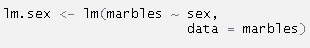 lm.sex <- lm(marbles ~ sex,
data = marbles)